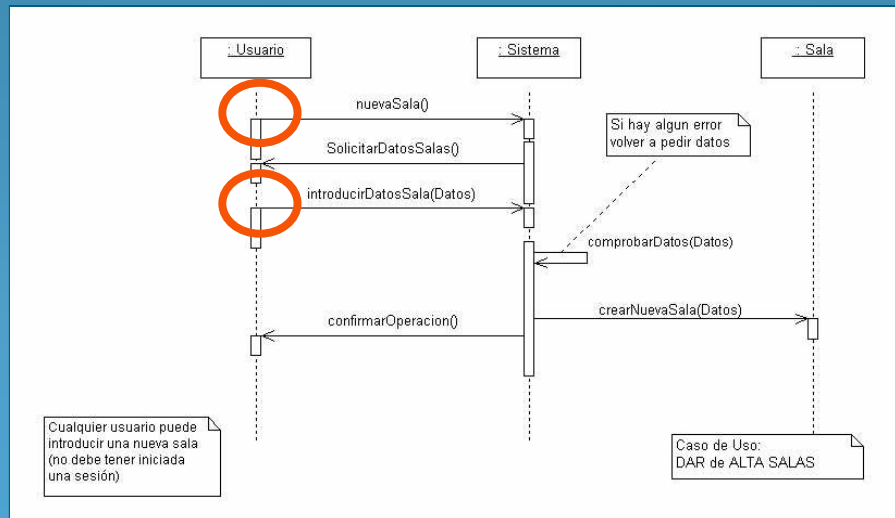 : Usuario
: Sistema
: Sala
nuevaSala()
Si hay algun error
volver a pedir datos
SolicitarDatosSalas()
introducirDatosSala(Datos)
comprobarDatos(Datos)
crearNuevaSala(Datos)
confirmarOperacion()
Cualquier usuario puede
introducir una nueva sala
(no debe tener iniciada
una sesión)
Caso de Uso:
DAR de ALTA SALAS